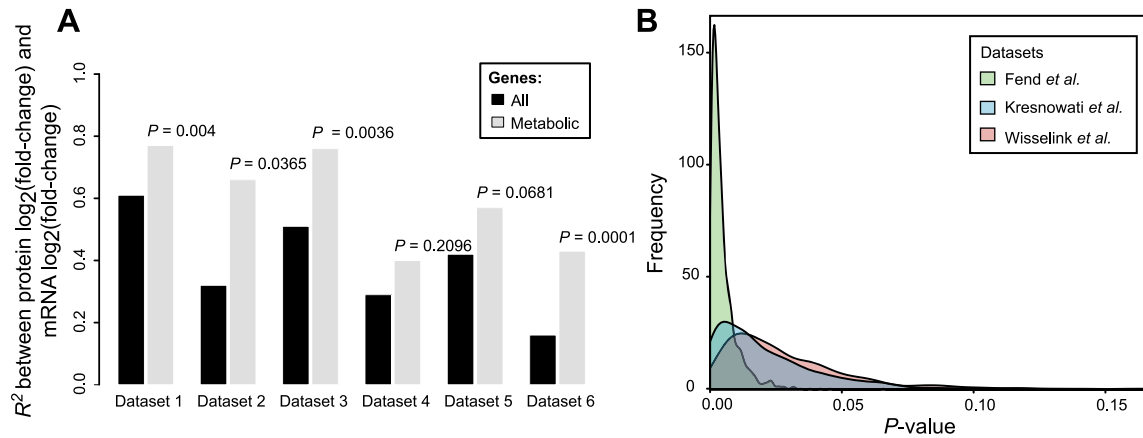 A
R2 between protein log2(fold-change) and
mRNA log2(fold-change)
1.0
0.8
0.6
0.4
0.2
0.0
Genes:
All
Metabolic
P = 0.004
P = 0.0365
P = 0.0036
P = 0.2096
P = 0.0681
P = 0.0001
Dataset 1 Dataset 2 Dataset 3 Dataset 4 Dataset 5 Dataset 6
B
Frequency
150
100
50
0
Datasets
Fend et al.
Kresnowati et al.
Wisselink et al.
0.00 0.05 0.10 0.15
P-value